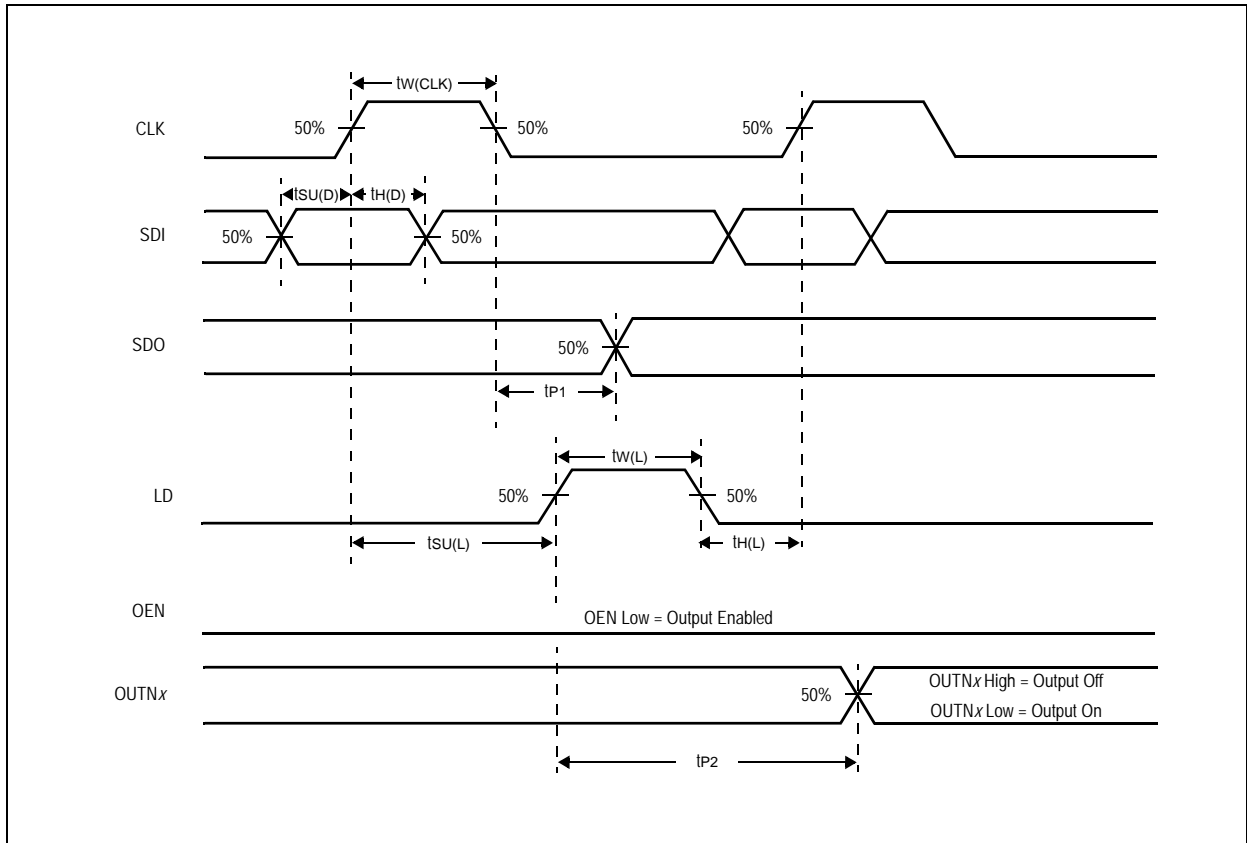 tW(CLK)
CLK
50%
50%
50%
tSU(D)
tH(D)
SDI
50%
50%
SDO
50%
tP1
tW(L)
LD
50%
50%
tSU(L)
tH(L)
OEN
OEN Low = Output Enabled
OUTNx
50%
OUTNx High = Output Off
OUTNx Low = Output On
tP2